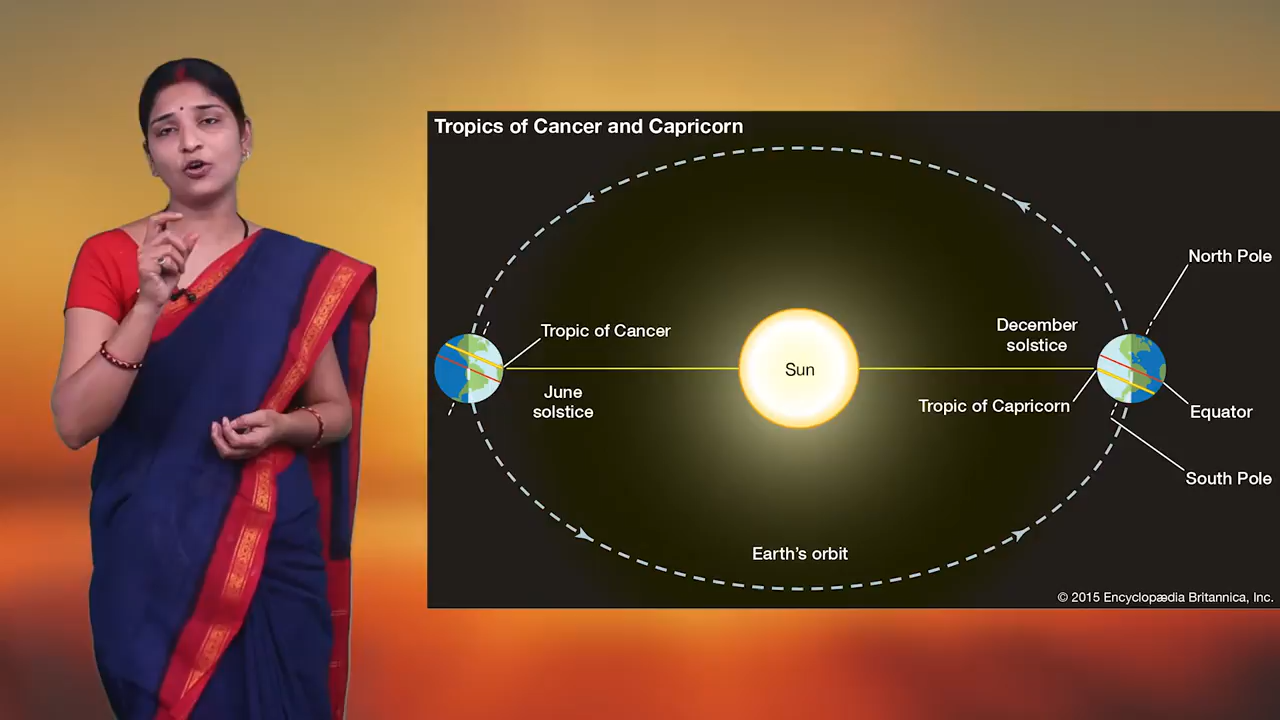 Tropics of Cancer and Capricorn
North Pole
Tropic of Cancer
December
solstice
Sun
June
solstice
Tropic of Capricorn
Equator
South Pole
Earth's orbit
© 2015 Encyclopædia Britannica, Inc.